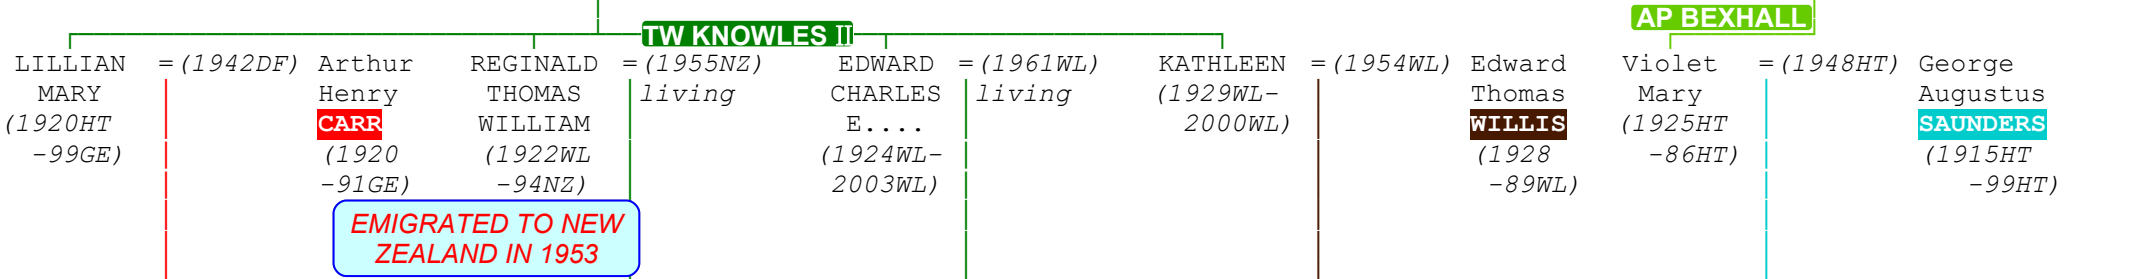 AP BEXHALL
TW KNOWLES II
LILLIAN =(1942DF) Arthur REGINALD =(1955NZ) EDWARD =(1961WL) KATHLEEN =(1954WL) Edward Violet =(1948HT) George
MARY Henry THOMAS living CHARLES living (1929WL- Thomas Mary Augustus
(1920HT CARR WILLIAM E.... 2000WL) WILLIS (1925HT SAUNDERS
-99GE) (1920 (1922WL (1924WL- (1928 -86HT) (1915HT
-91GE) -94NZ) 2003WL) -89WL) -99HT)
EMIGRATED TO NEW
ZEALAND IN 1953